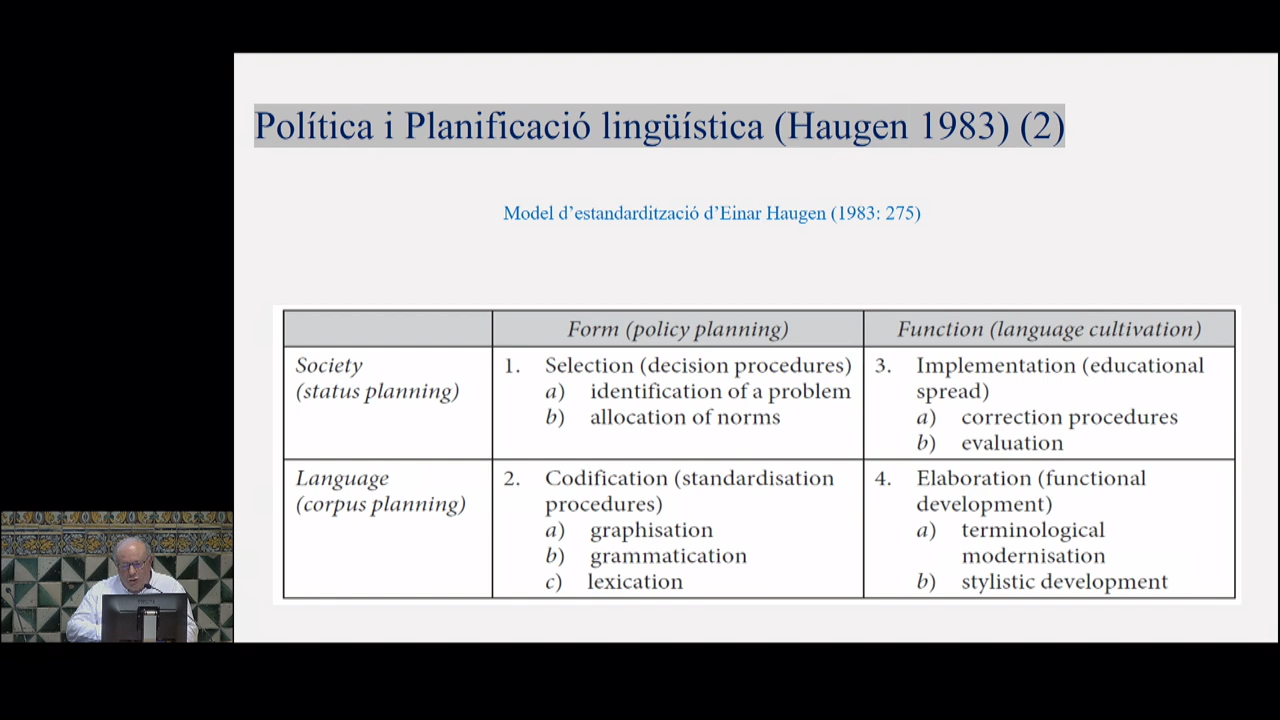 Política i Planificació lingüística (Haugen 1983) (2)
Model d’estandardització d’Einar Haugen (1983: 275)
Form (policy planning)
Function (language cultivation)
Society
(status planning)
1. Selection (decision procedures)
a) identification of a problem
b) allocation of norms
3. Implementation (educational
spread)
a) correction procedures
b) evaluation
Language
(corpus planning)
2. Codification (standardisation
procedures)
a) graphisation
b) grammatication
c) lexication
4. Elaboration (functional
development)
a) terminological
modernisation
b) stylistic development